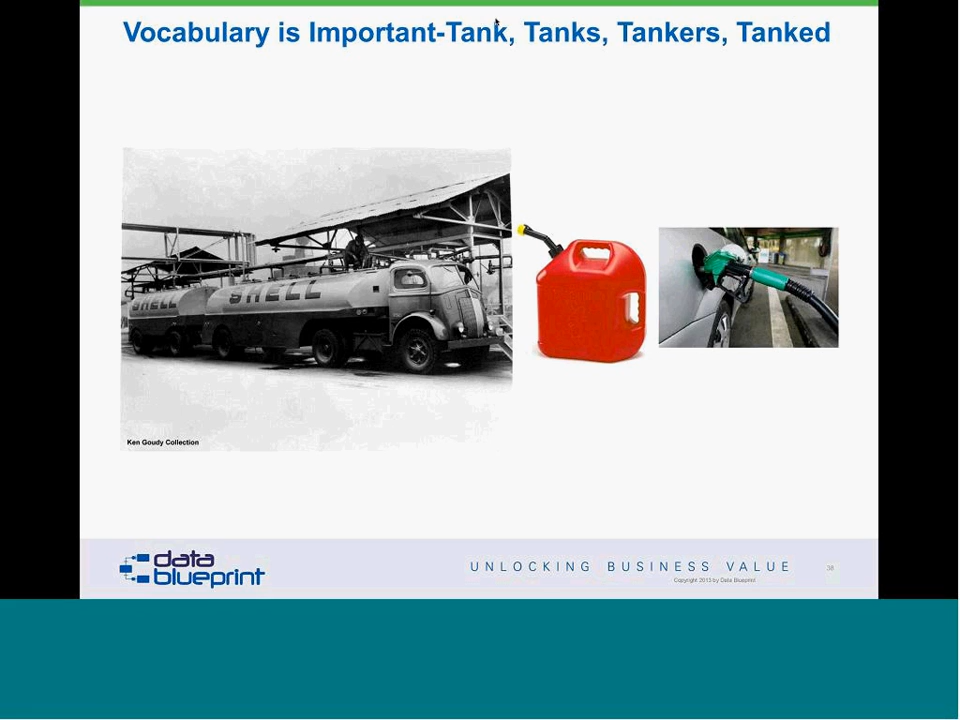 Vocabulary is Important-Tank, Tanks, Tankers, Tanked
SHELL
SHELL
Ken Goudy Collection
data
blueprint
UNLOCKING BUSINESS VALUE
38
Copyright 2015 by Data Blueprint